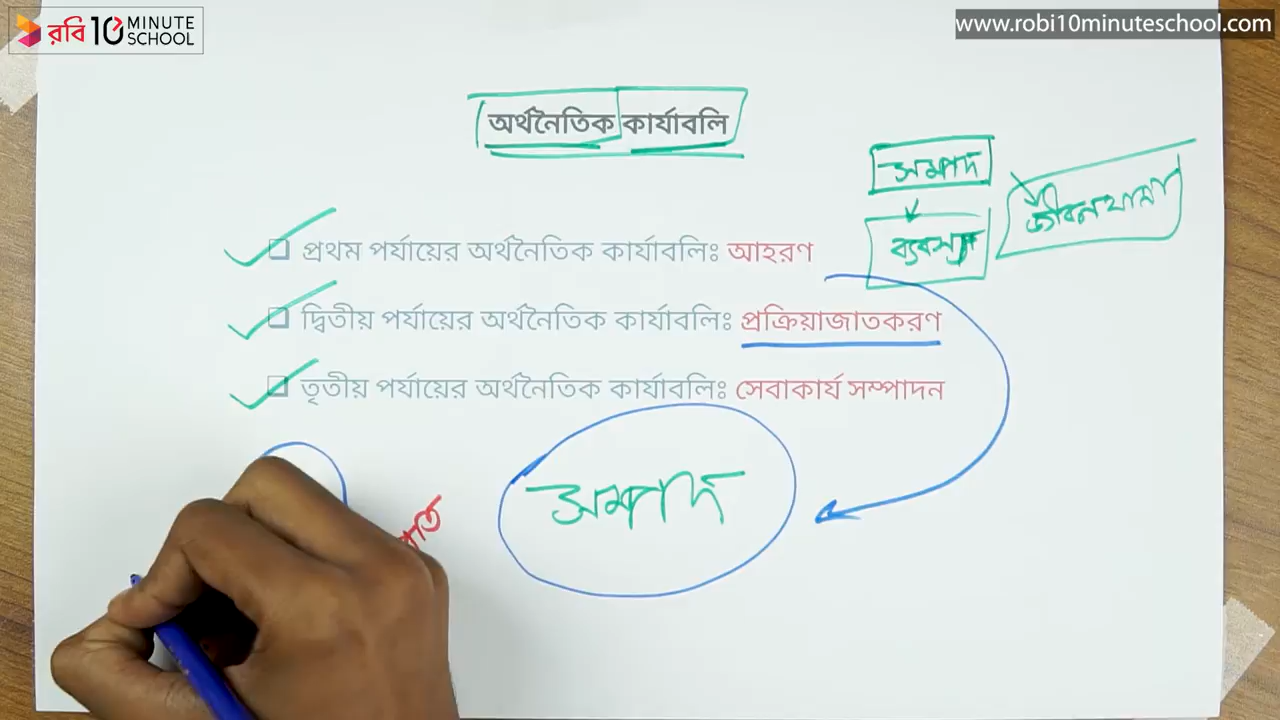 রবি 10 MINUTE SCHOOL
www.robi10minuteschool.com
অর্থনৈতিক কার্যাবলি
সম্পদ
জীবনযাত্রা
প্রথম পর্যায়ের অর্থনৈতিক কার্যাবলিঃ আহরণ
দ্বিতীয় পর্যায়ের অর্থনৈতিক কার্যাবলিঃ প্রক্রিয়াজাতকরণ
তৃতীয় পর্যায়ের অর্থনৈতিক কার্যাবলিঃ সেবাকার্য সম্পাদন
সম্পদ